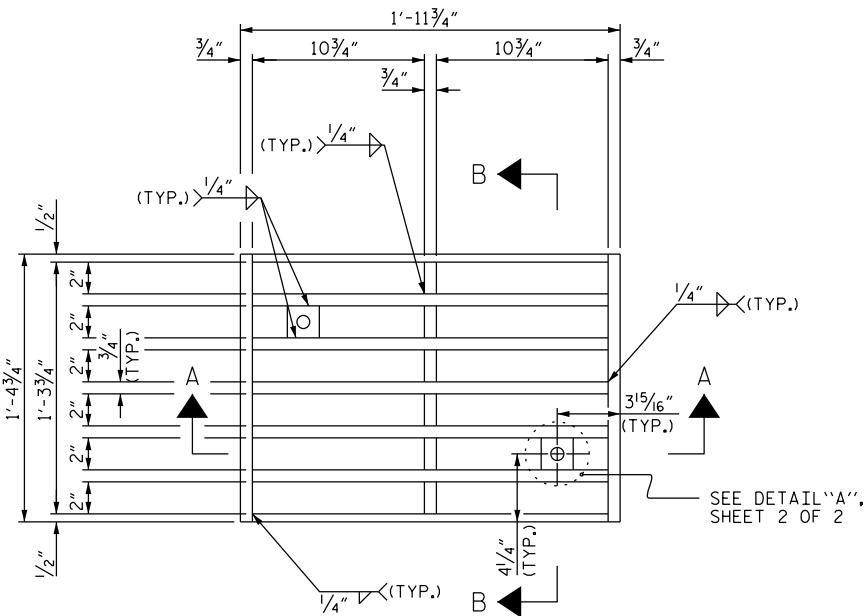 1'-11¾"
¾" 10¾" 10¾" ¾"
¾"
(TYP.) ¼"
B
(TYP.) ¼"
½"
2"
¼" (TYP.)
2"
¾"
(TYP.)
2"
1'-4¾"
1'-3¾"
A
A
3 15/16"
(TYP.)
2"
2"
2"
SEE DETAIL "A",
SHEET 2 OF 2
4¼"
(TYP.)
½"
¼" (TYP.)
B